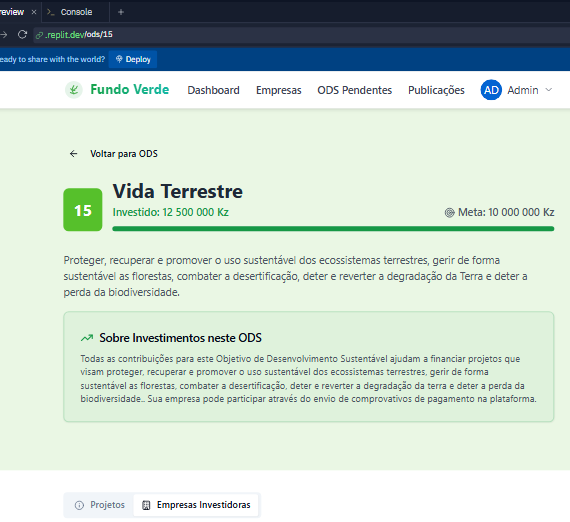 review × Console +
.replit.dev/ods/15
eady to share with the world? Deploy
Fundo Verde Dashboard Empresas ODS Pendentes Publicações AD Admin
Voltar para ODS
15 Vida Terrestre
Investido: 12 500 000 Kz Meta: 10 000 000 Kz
Proteger, recuperar e promover o uso sustentável dos ecossistemas terrestres, gerir de forma
sustentável as florestas, combater a desertificação, deter e reverter a degradação da Terra e deter a
perda da biodiversidade.
Sobre Investimentos neste ODS
Todas as contribuições para este Objetivo de Desenvolvimento Sustentável ajudam a financiar projetos que
visam proteger, recuperar e promover o uso sustentável dos ecossistemas terrestres, gerir de forma
sustentável as florestas, combater a desertificação, deter e reverter a degradação da terra e deter a perda da
biodiversidade.. Sua empresa pode participar através do envio de comprovativos de pagamento na plataforma.
Projetos Empresas Investidoras